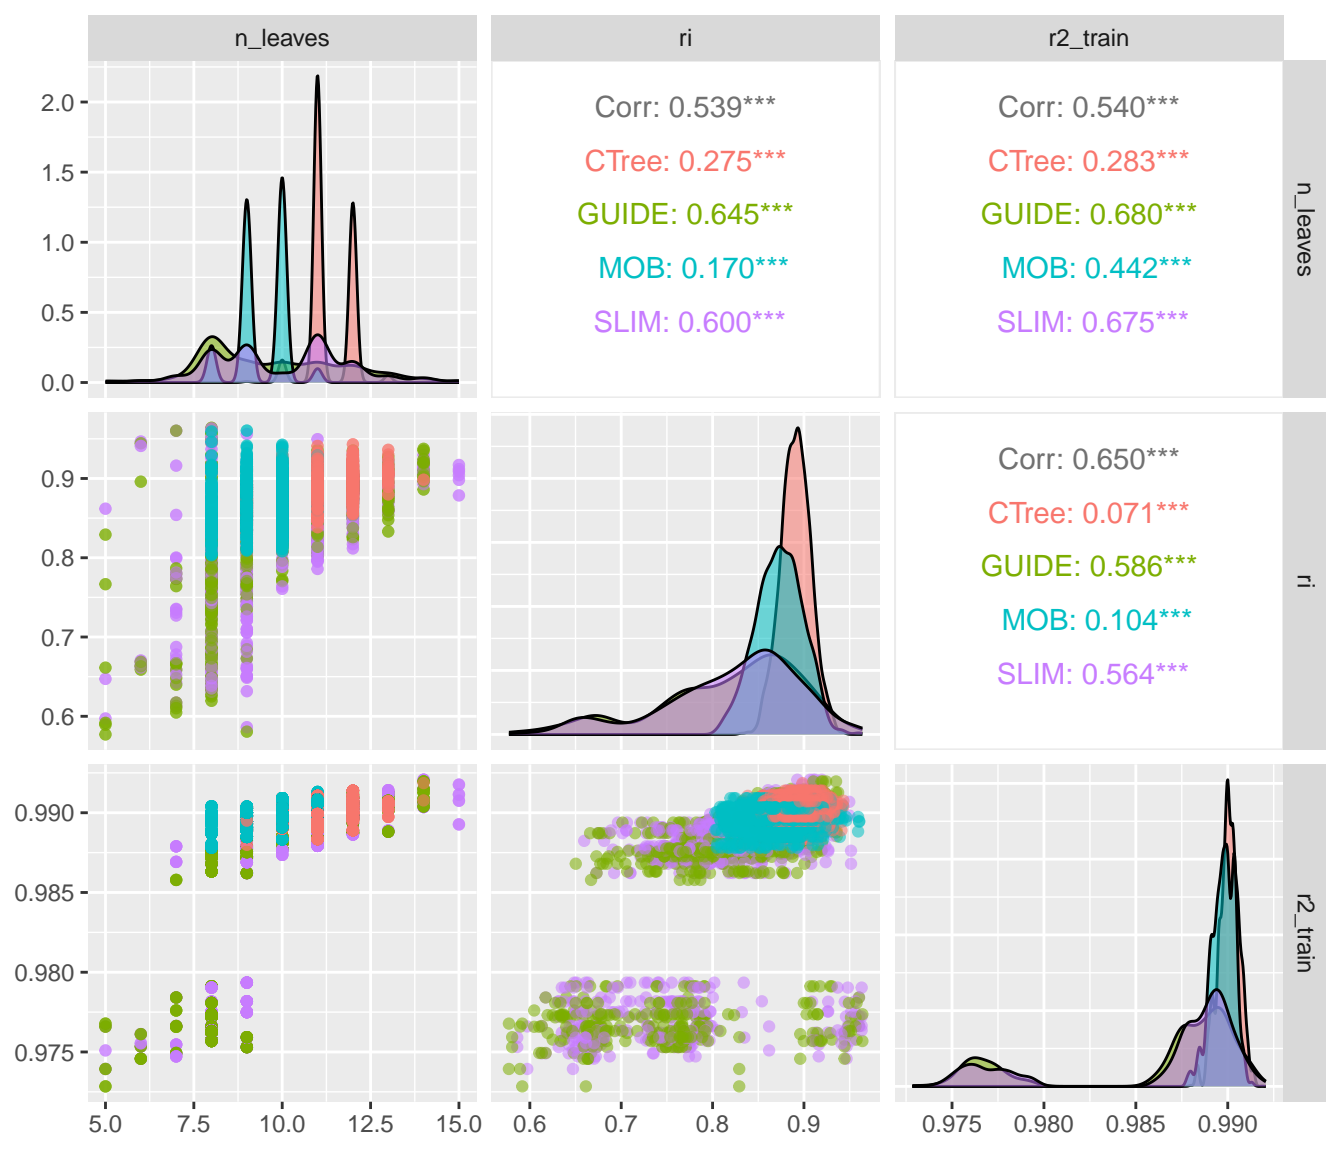 n_leaves ri r2_train
2.0
1.5
1.0
0.5
0.0
Corr: 0.539***
CTree: 0.275***
GUIDE: 0.645***
MOB: 0.170***
SLIM: 0.600***
Corr: 0.540***
CTree: 0.283***
GUIDE: 0.680***
MOB: 0.442***
SLIM: 0.675***
n_leaves
0.9
0.8
0.7
0.6
Corr: 0.650***
CTree: 0.071***
GUIDE: 0.586***
MOB: 0.104***
SLIM: 0.564***
ri
0.990
0.985
0.980
0.975
r2_train
5.0 7.5 10.0 12.5 15.0 0.6 0.7 0.8 0.9 0.975 0.980 0.985 0.990